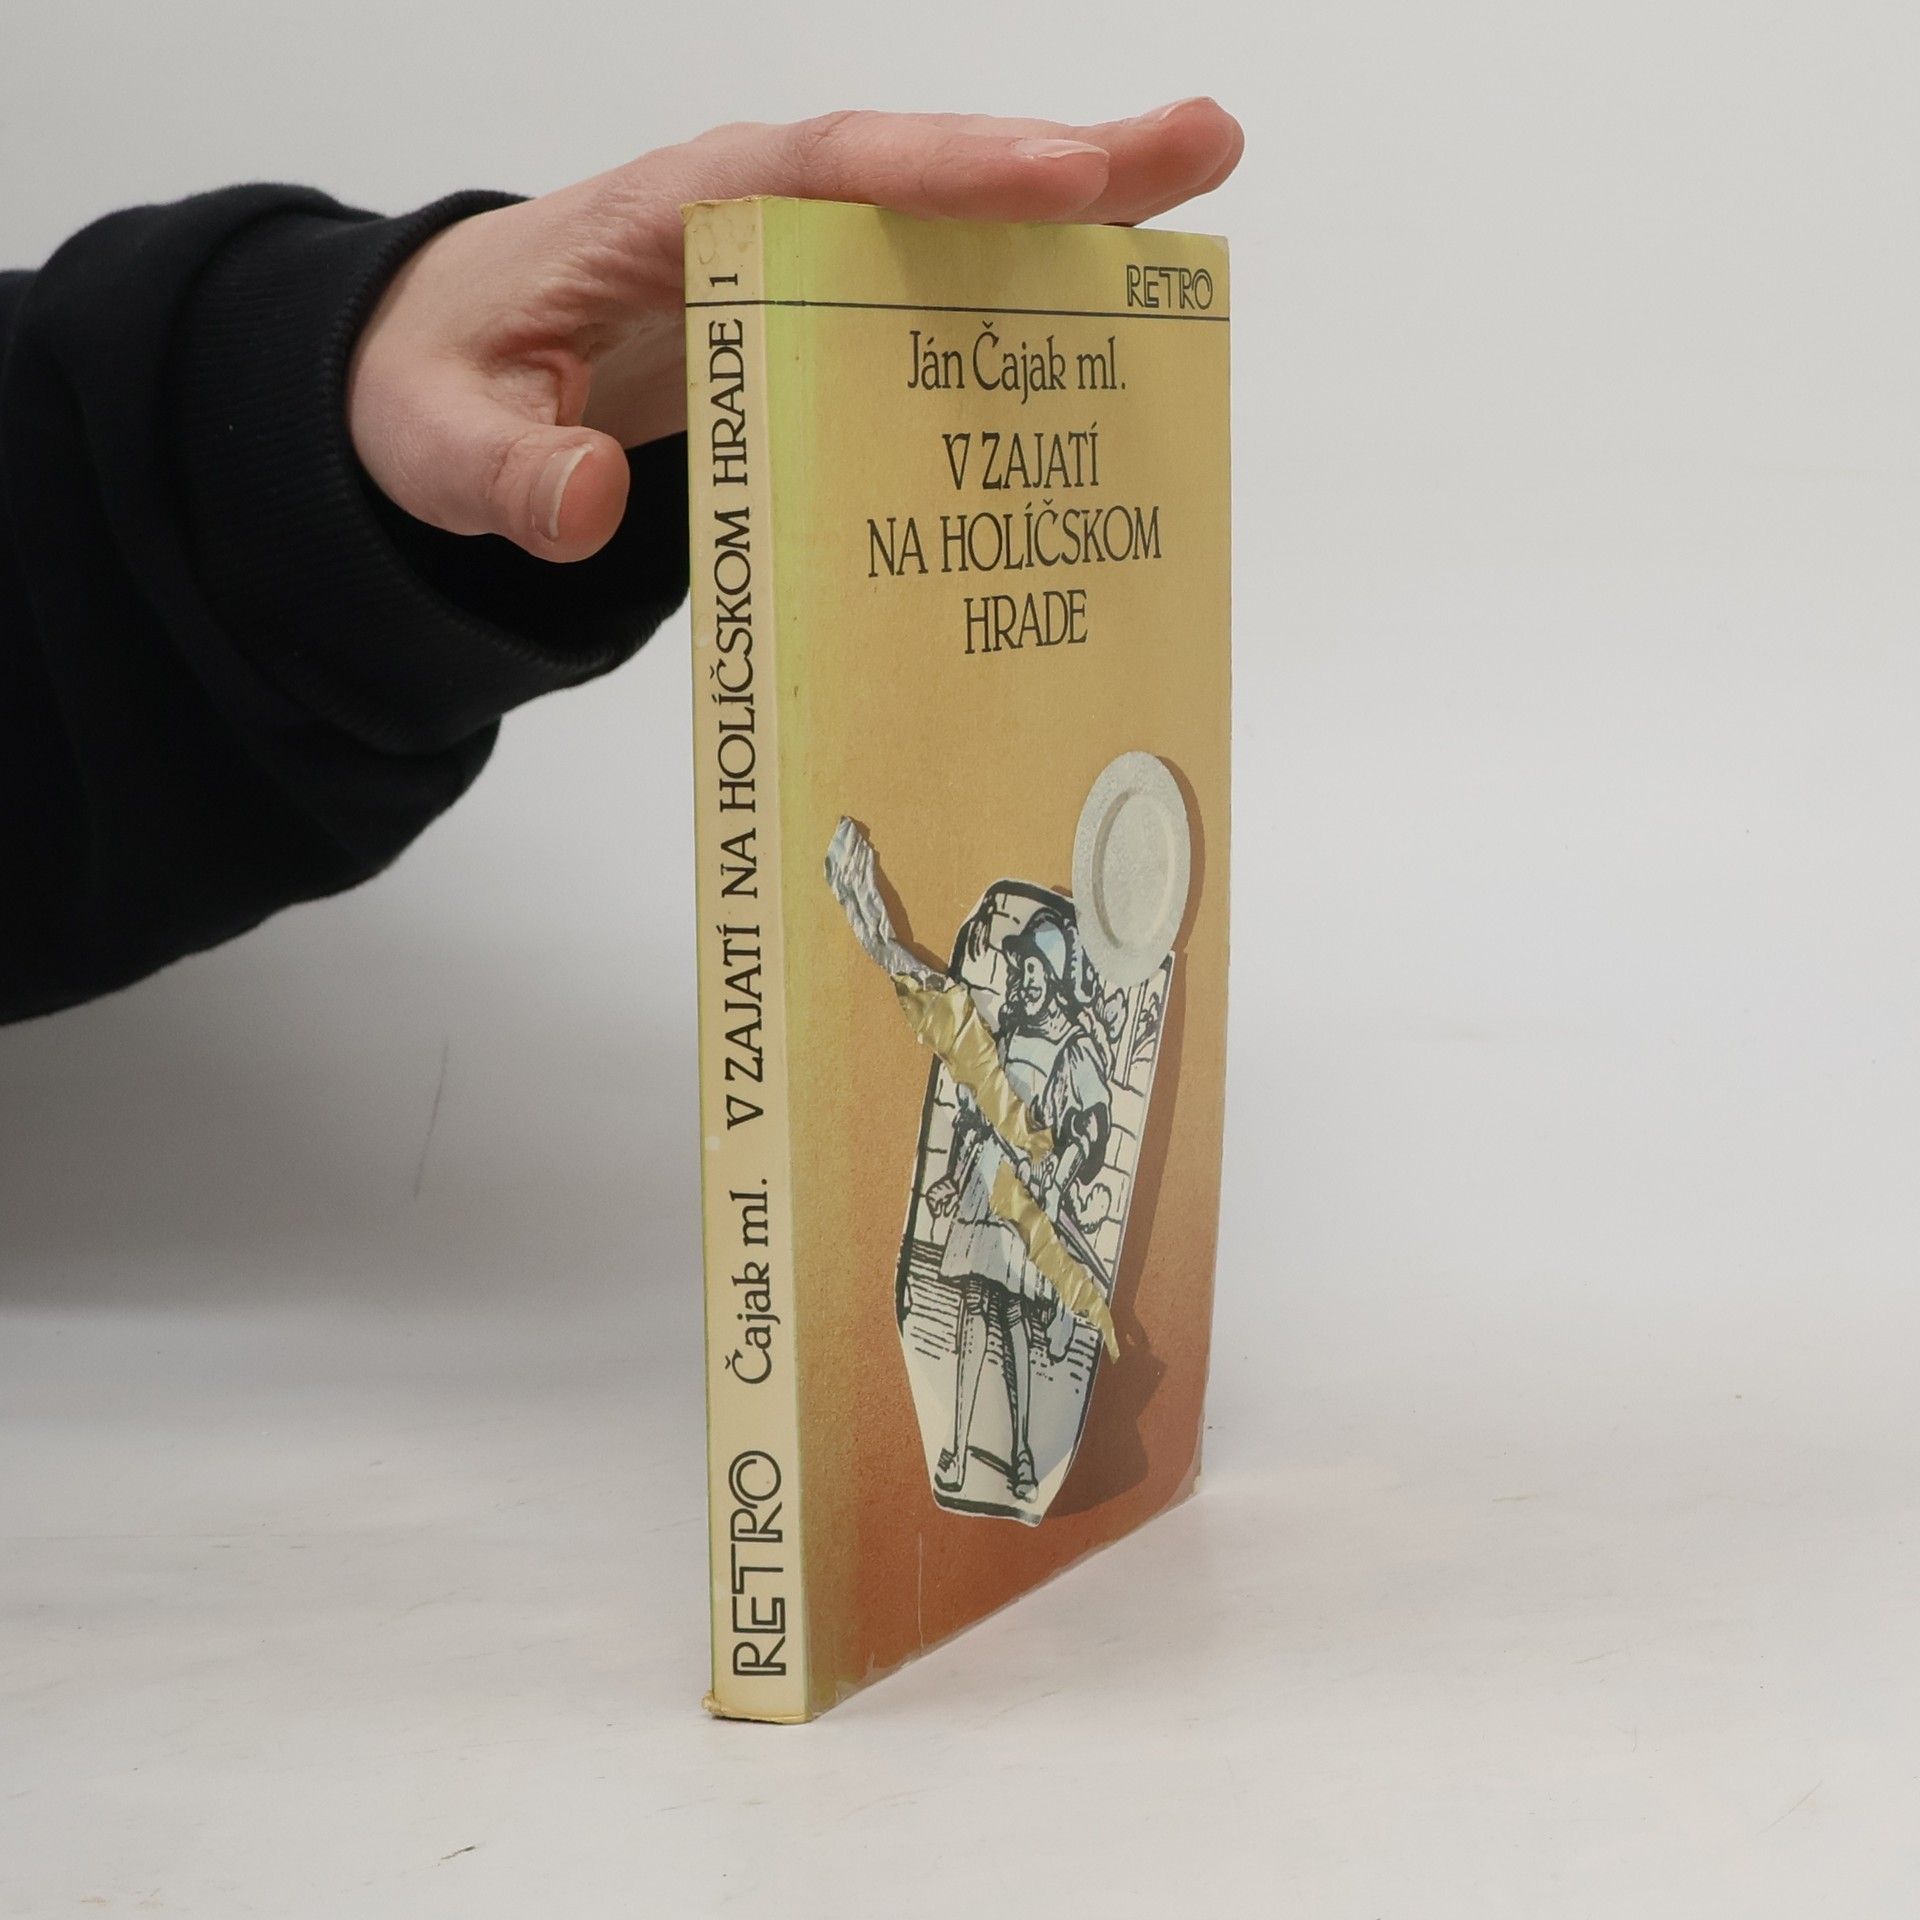 RETRO
Ján Čajak ml.
V ZAJATÍ
NA HOLÍČSKOM
HRADE
RETRO Čajak ml. V ZAJATÍ NA HOLÍČSKOM HRADE 1